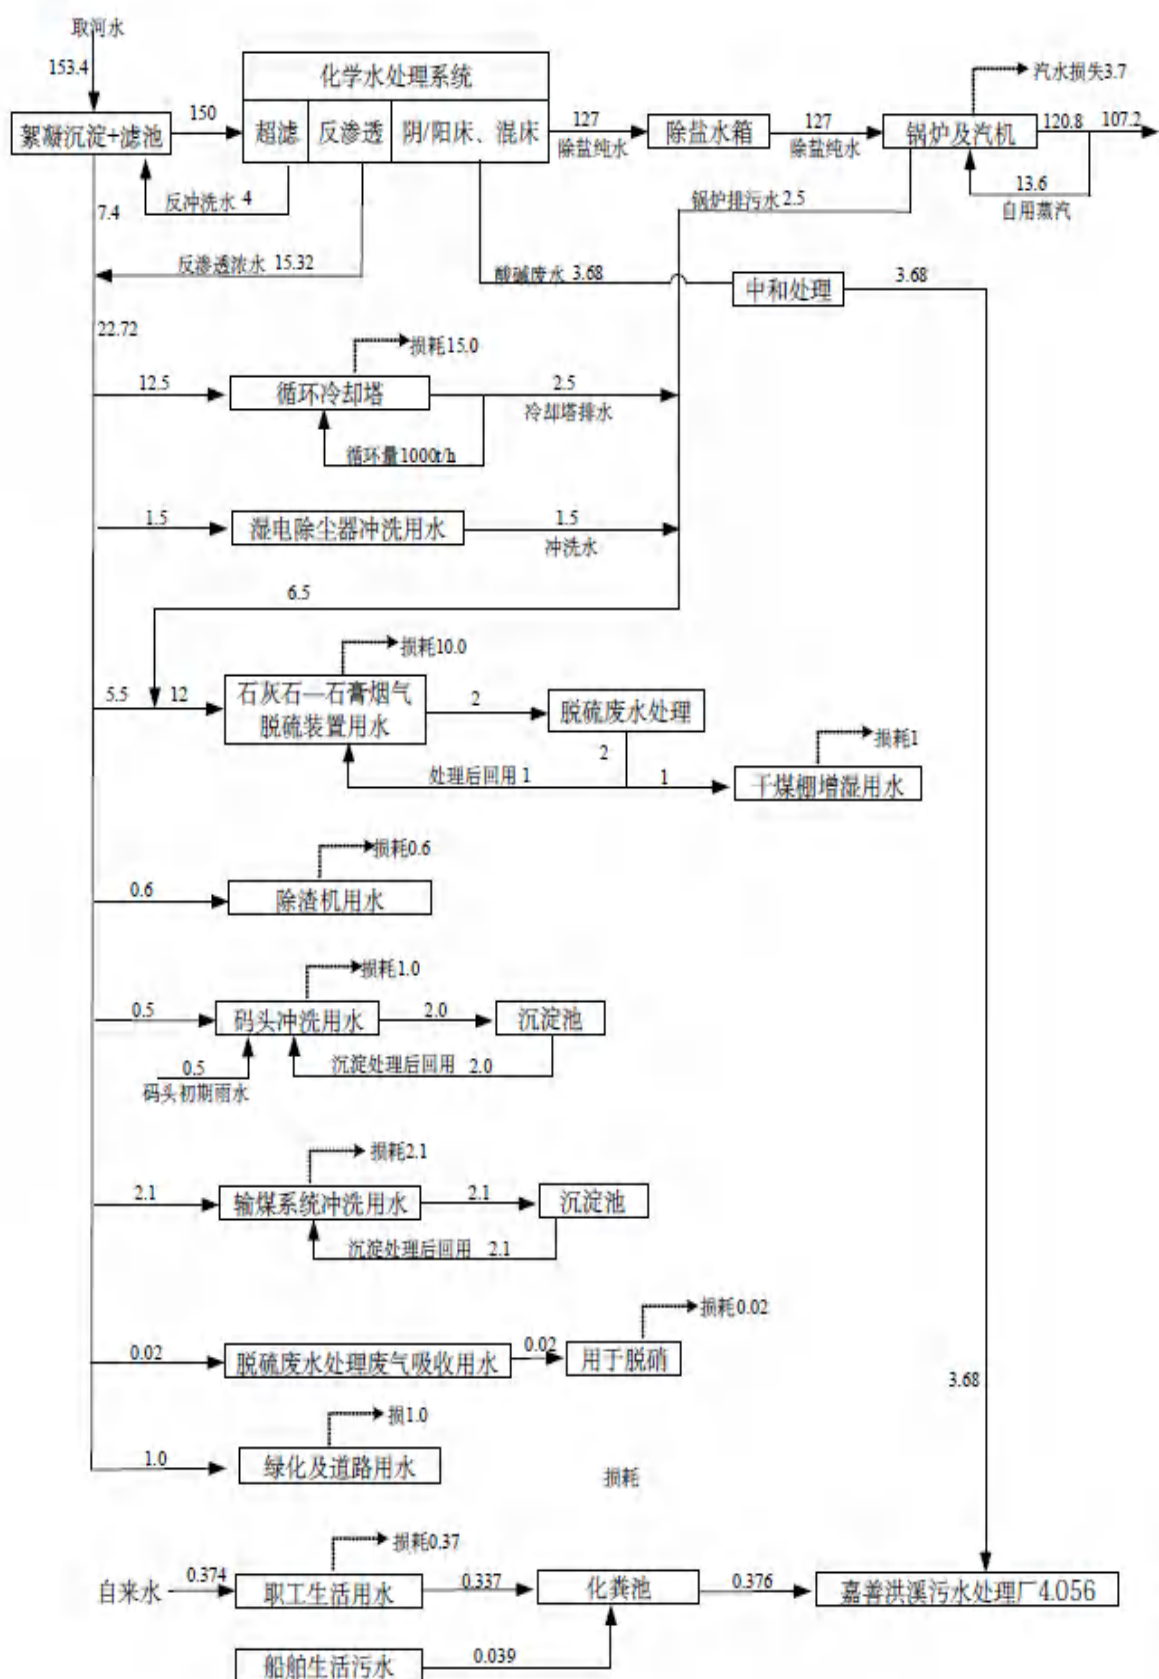 取河水
153.4
絮凝沉淀+滤池
150
化学水处理系统
超滤 反渗透 阴/阳床、混床
127
除盐纯水
除盐水箱
127
除盐纯水
锅炉及汽机
汽水损失3.7
120.8
107.2
13.6
自用蒸汽
反冲洗水 4
7.4
锅炉排污水 2.5
反渗透浓水 15.32
酸碱废水 3.68
中和处理
3.68
22.72
损耗15.0
12.5
循环冷却塔
2.5
冷却塔排水
循环量1000t/h
1.5
湿电除尘器冲洗用水
1.5
冲洗水
6.5
损耗10.0
5.5
12
石灰石—石膏烟气
脱硫装置用水
2
脱硫废水处理
2
处理后回用 1
1
损耗1
干煤棚增湿用水
损耗0.6
0.6
除渣机用水
损耗1.0
0.5
码头冲洗用水
2.0
沉淀池
0.5
码头初期雨水
沉淀处理后回用 2.0
损耗2.1
2.1
输煤系统冲洗用水
2.1
沉淀池
沉淀处理后回用 2.1
损耗0.02
0.02
脱硫废水处理废气吸收用水
0.02
用于脱硝
3.68
损1.0
1.0
绿化及道路用水
损耗
损耗0.37
自来水
0.374
职工生活用水
0.337
化粪池
0.376
嘉善洪溪污水处理厂4.056
船舶生活污水
0.039